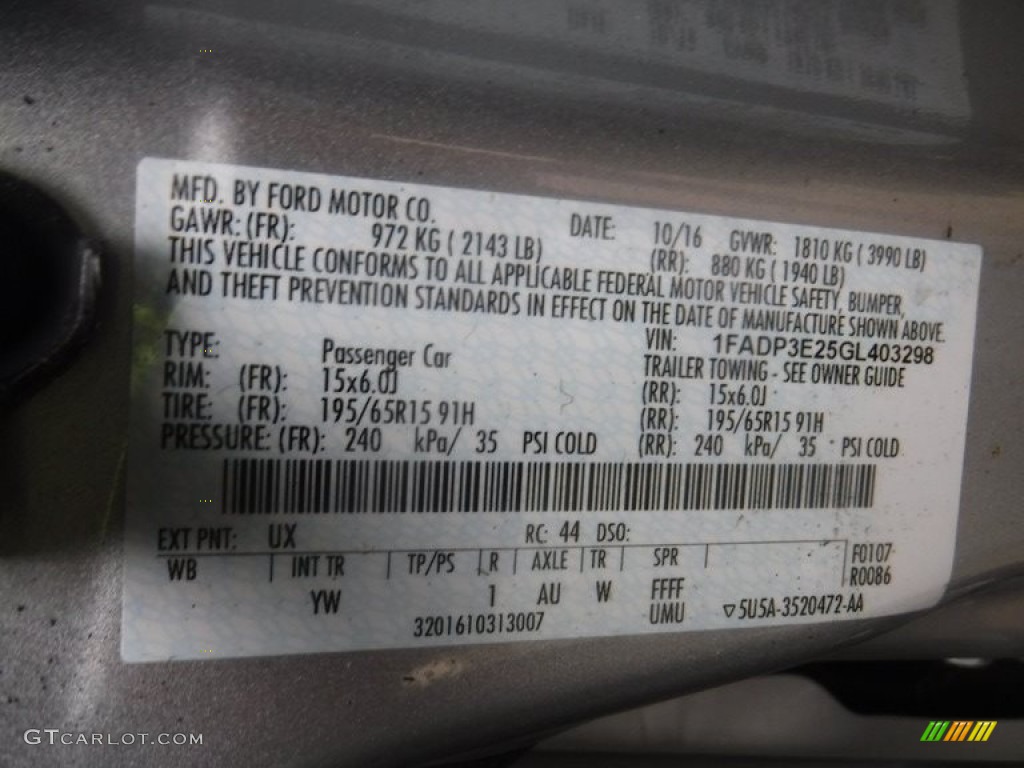 MFD. BY FORD MOTOR CO. DATE: 10/16 GVWR: 1810 KG ( 3990 LB)
GAWR: (FR): 972 KG ( 2143 LB) (RR): 880 KG ( 1940 LB)
THIS VEHICLE CONFORMS TO ALL APPLICABLE FEDERAL MOTOR VEHICLE SAFETY, BUMPER,
AND THEFT PREVENTION STANDARDS IN EFFECT ON THE DATE OF MANUFACTURE SHOWN ABOVE.
VIN: 1FADP3E25GL403298
TYPE: Passenger Car TRAILER TOWING - SEE OWNER GUIDE
RIM: (FR): 15x6.0J (RR): 15x6.0J
TIRE: (FR): 195/65R15 91H (RR): 195/65R15 91H
PRESSURE: (FR): 240 kPa/ 35 PSI COLD (RR): 240 kPa/ 35 PSI COLD
EXT PNT: UX RC: 44 DSO:
WB INT TR TP/PS R AXLE TR SPR F0107
R0086
YW 1 AU W FFFF
UMU
3201610313007 ▽5U5A-3520472-AA
GTCARLOT.COM